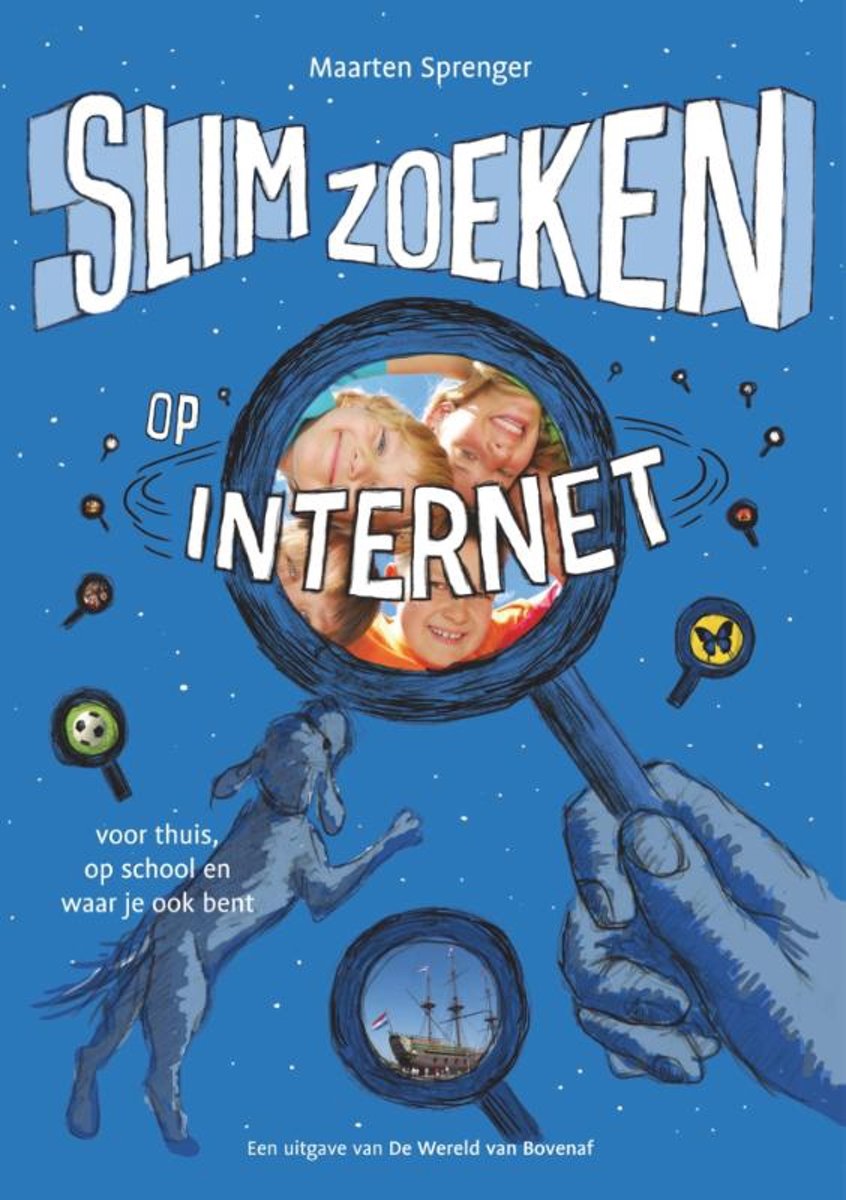 Maarten Sprenger
SLIM ZOEKEN
OP
INTERNET
voor thuis,
op school en
waar je ook bent
Een uitgave van De Wereld van Bovenaf